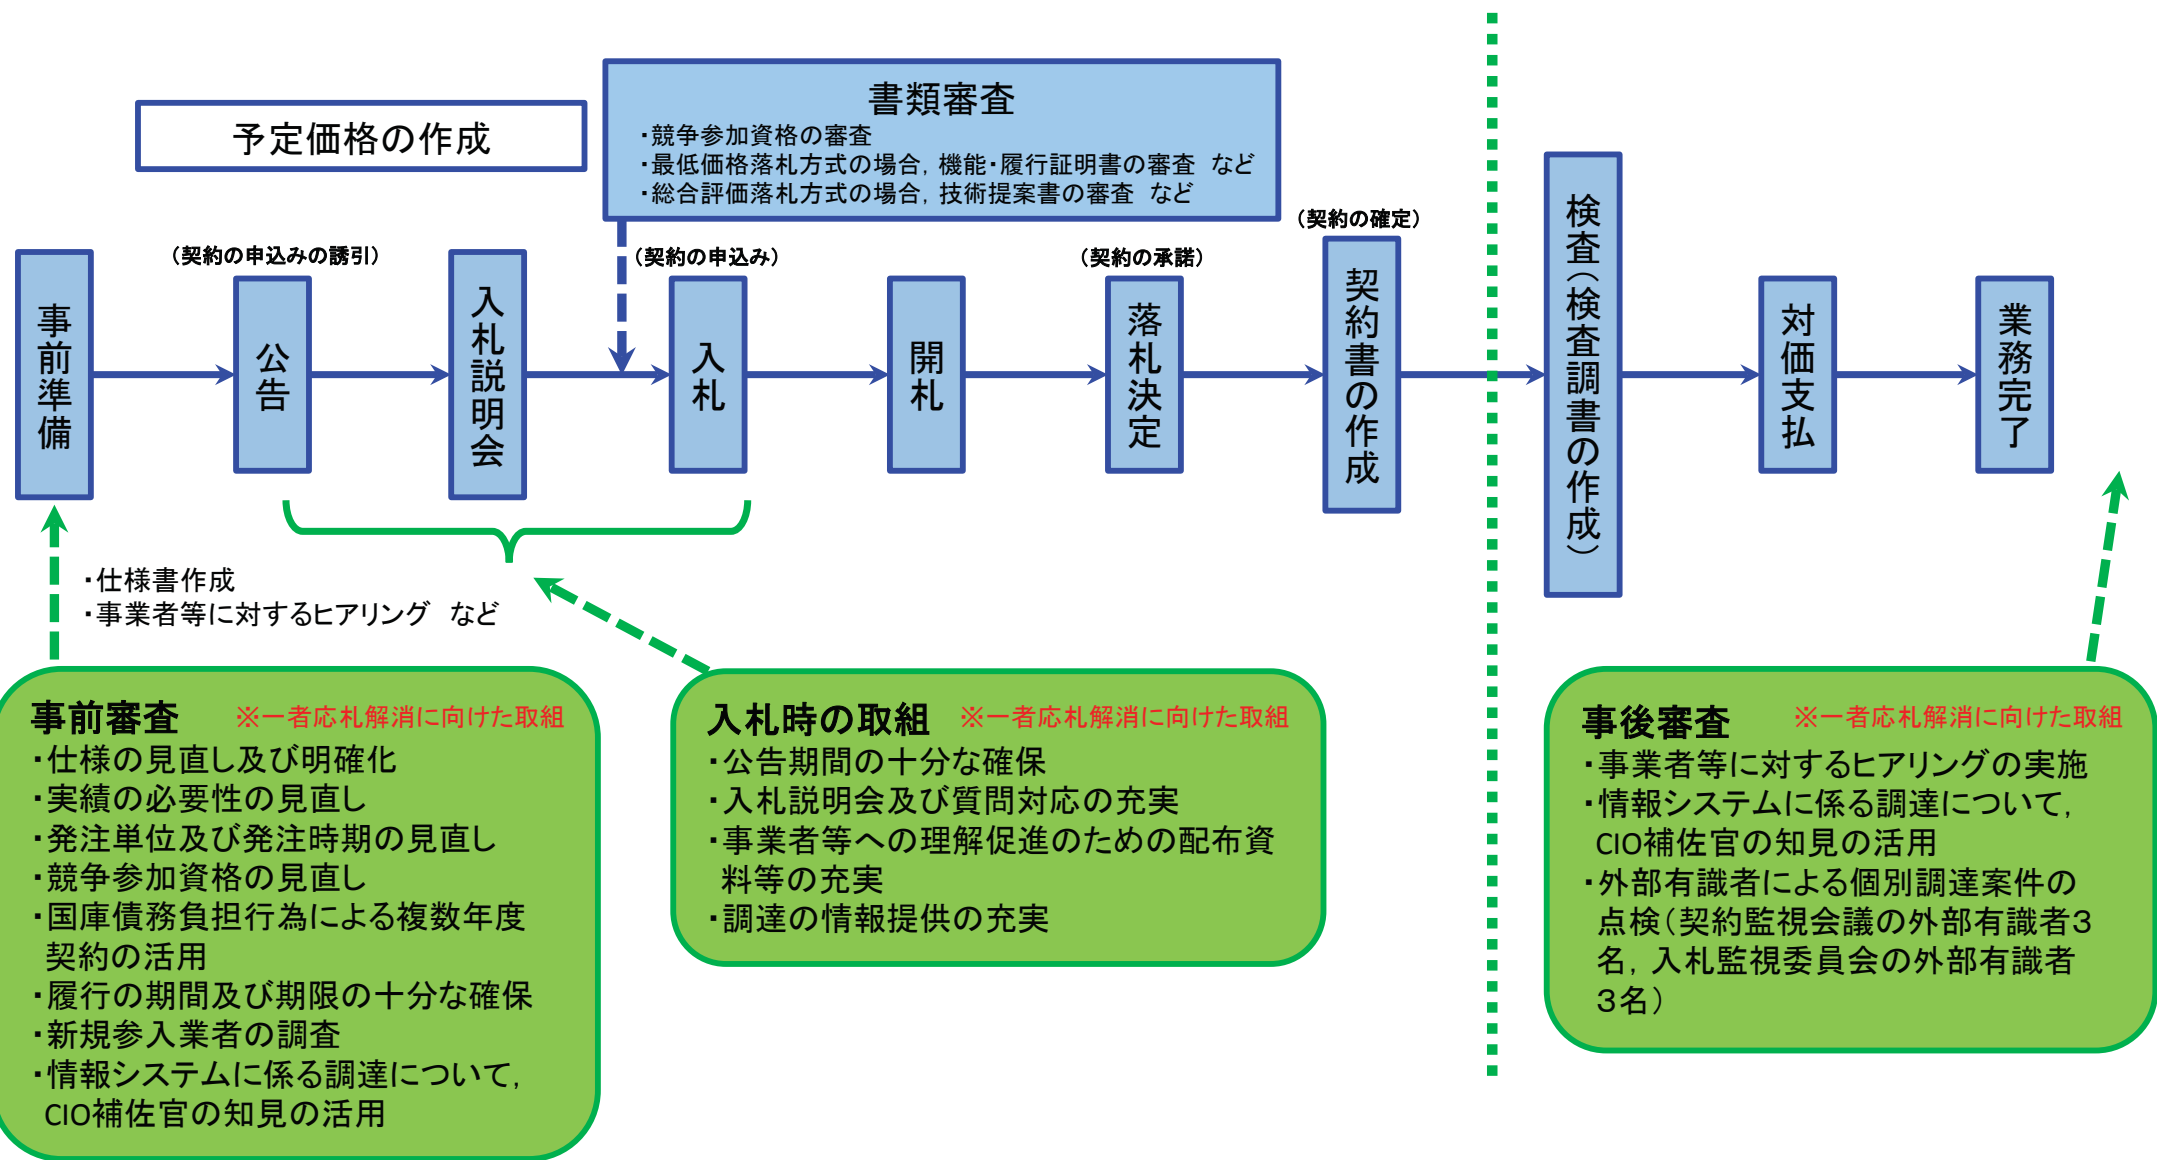 予定価格の作成
書類審査
・競争参加資格の審査
・最低価格落札方式の場合，機能・履行証明書の審査　など
・総合評価落札方式の場合，技術提案書の審査　など
事前準備
（契約の申込みの誘引）
公告
入札説明会
（契約の申込み）
入札
開札
（契約の承諾）
落札決定
（契約の確定）
契約書の作成
検査（検査調書の作成）
対価支払
業務完了
・仕様書作成
・事業者等に対するヒアリング　など
事前審査　※一者応札解消に向けた取組
・仕様の見直し及び明確化
・実績の必要性の見直し
・発注単位及び発注時期の見直し
・競争参加資格の見直し
・国庫債務負担行為による複数年度
契約の活用
・履行の期間及び期限の十分な確保
・新規参入業者の調査
・情報システムに係る調達について，
CIO補佐官の知見の活用
入札時の取組　※一者応札解消に向けた取組
・公告期間の十分な確保
・入札説明会及び質問対応の充実
・事業者等への理解促進のための配布資
料等の充実
・調達の情報提供の充実
事後審査　※一者応札解消に向けた取組
・事業者等に対するヒアリングの実施
・情報システムに係る調達について，
CIO補佐官の知見の活用
・外部有識者による個別調達案件の
点検（契約監視会議の外部有識者３
名，入札監視委員会の外部有識者
３名）